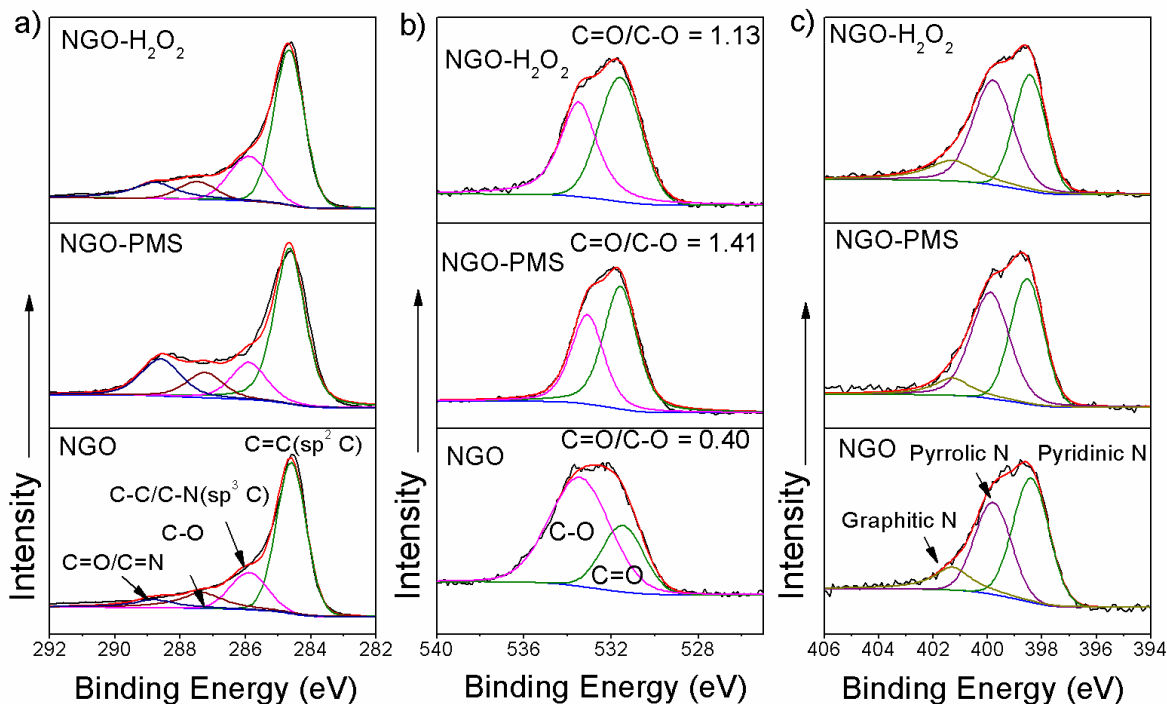 a)
NGO-H₂O₂
NGO-PMS
NGO
C=C(sp² C)
C-C/C-N(sp³ C)
C-O
C=O/C=N
292 290 288 286 284 282
Binding Energy (eV)
Intensity
b)
C=O/C-O = 1.13
NGO-H₂O₂
C=O/C-O = 1.41
NGO-PMS
C=O/C-O = 0.40
NGO
C-O
C=O
540 536 532 528
Binding Energy (eV)
Intensity
c)
NGO-H₂O₂
NGO-PMS
NGO
Pyrrolic N
Pyridinic N
Graphitic N
406 404 402 400 398 396 394
Binding Energy (eV)
Intensity